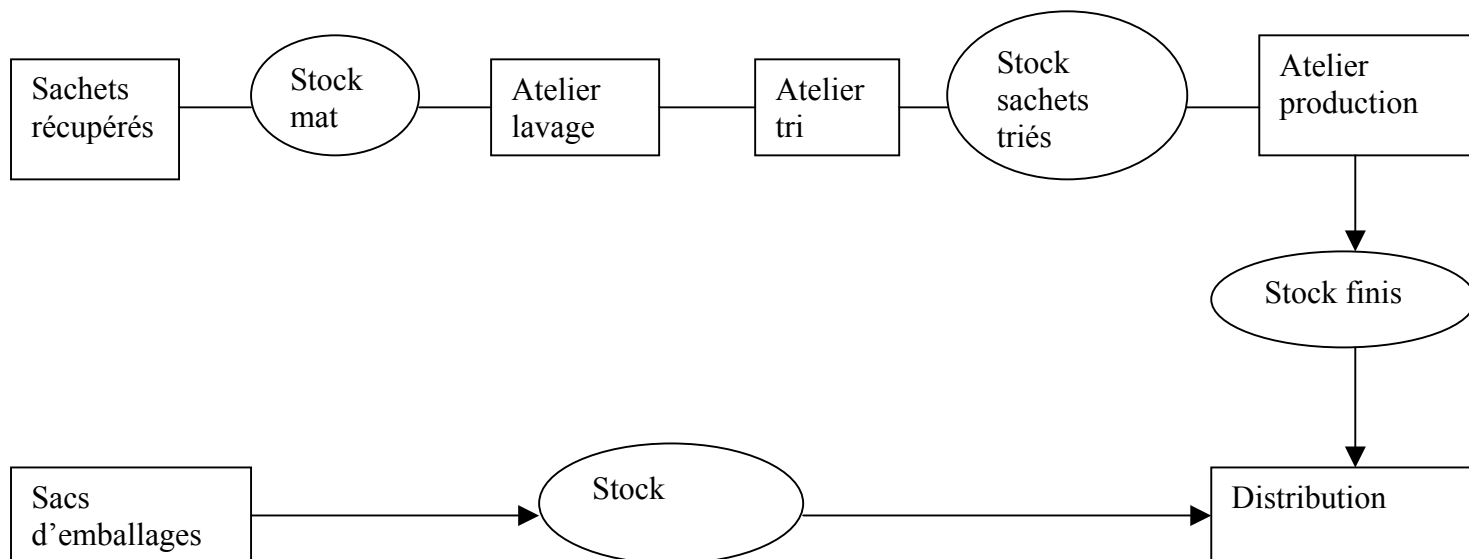 Sachets
récupérés
Stock
mat
Atelier
lavage
Atelier
tri
Stock
sachets
triés
Atelier
production
Stock finis
Sacs
d’emballages
Stock
Distribution